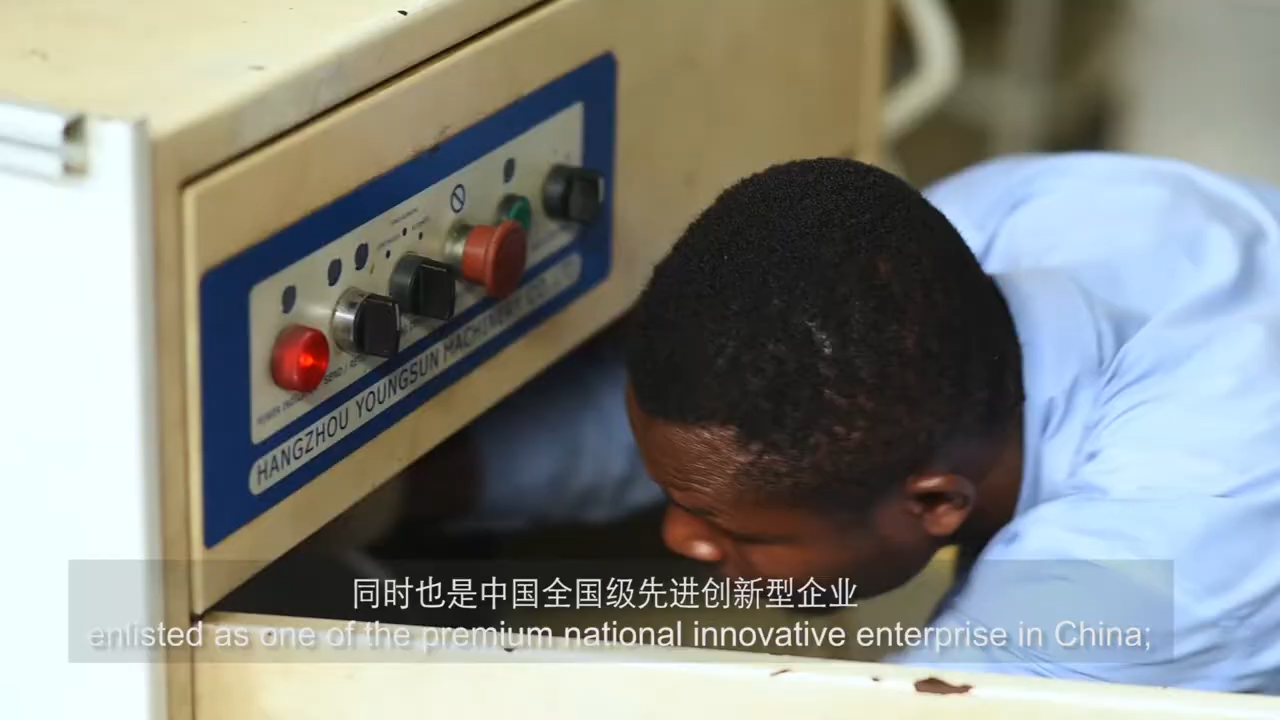 HANGZHOU YOUNGSUN MACHINERY CO.
同时也是中国全国级先进创新型企业
enlisted as one of the premium national innovative enterprise in China;